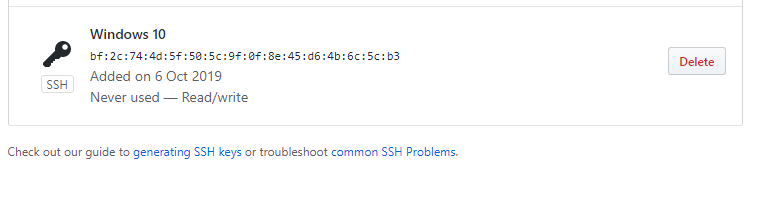 Windows 10
bf:2c:74:4d:5f:50:5c:9f:0f:8e:45:d6:4b:6c:5c:b3
Delete
SSH
Added on 6 Oct 2019
Never used — Read/write
Check out our guide to generating SSH keys or troubleshoot common SSH Problems.